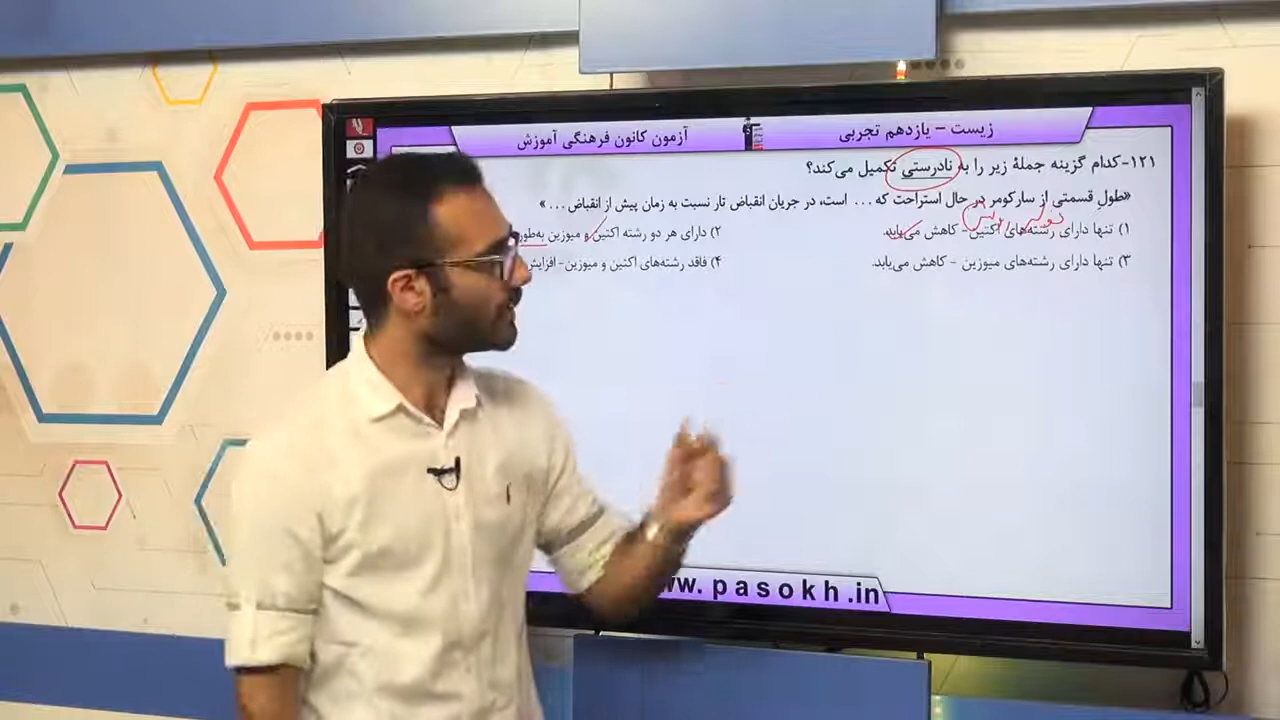 زیست – یازدهم تجربی
آزمون کانون فرهنگی آموزش
۱۲۱-کدام گزینه جملۀ زیر را به نادرستی تکمیل می‌کند؟
«طولِ قسمتی از سارکومر در حال استراحت که ... است، در جریان انقباض تار نسبت به زمان پیش از انقباض ... »
۱) تنها دارای رشته‌های اکتین- کاهش می‌یابد.
۲) دارای هر دو رشته اکتین و میوزین به‌طور
۳) تنها دارای رشته‌های میوزین - کاهش می‌یابد.
۴) فاقد رشته‌های اکتین و میوزین- افزایش
w. pasokh.in